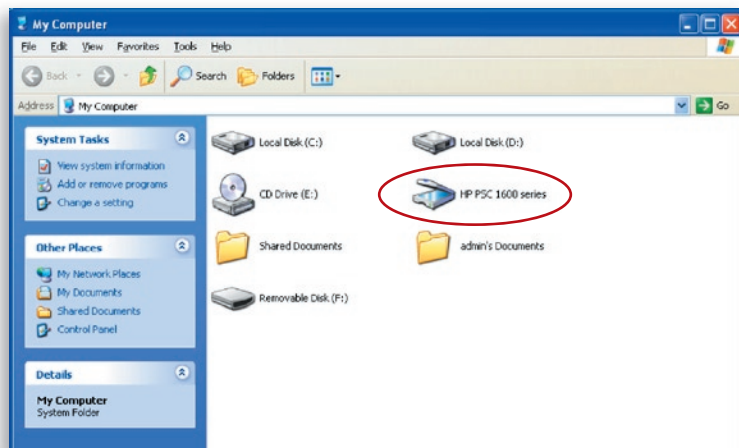 My Computer
File Edit View Favorites Tools Help
Back Search Folders
Address My Computer Go
System Tasks
View system information
Add or remove programs
Change a setting
Other Places
My Network Places
My Documents
Shared Documents
Control Panel
Details
My Computer
System Folder
Local Disk (C:) Local Disk (D:)
CD Drive (E:) HP PSC 1600 series
Shared Documents admin's Documents
Removable Disk (F:)